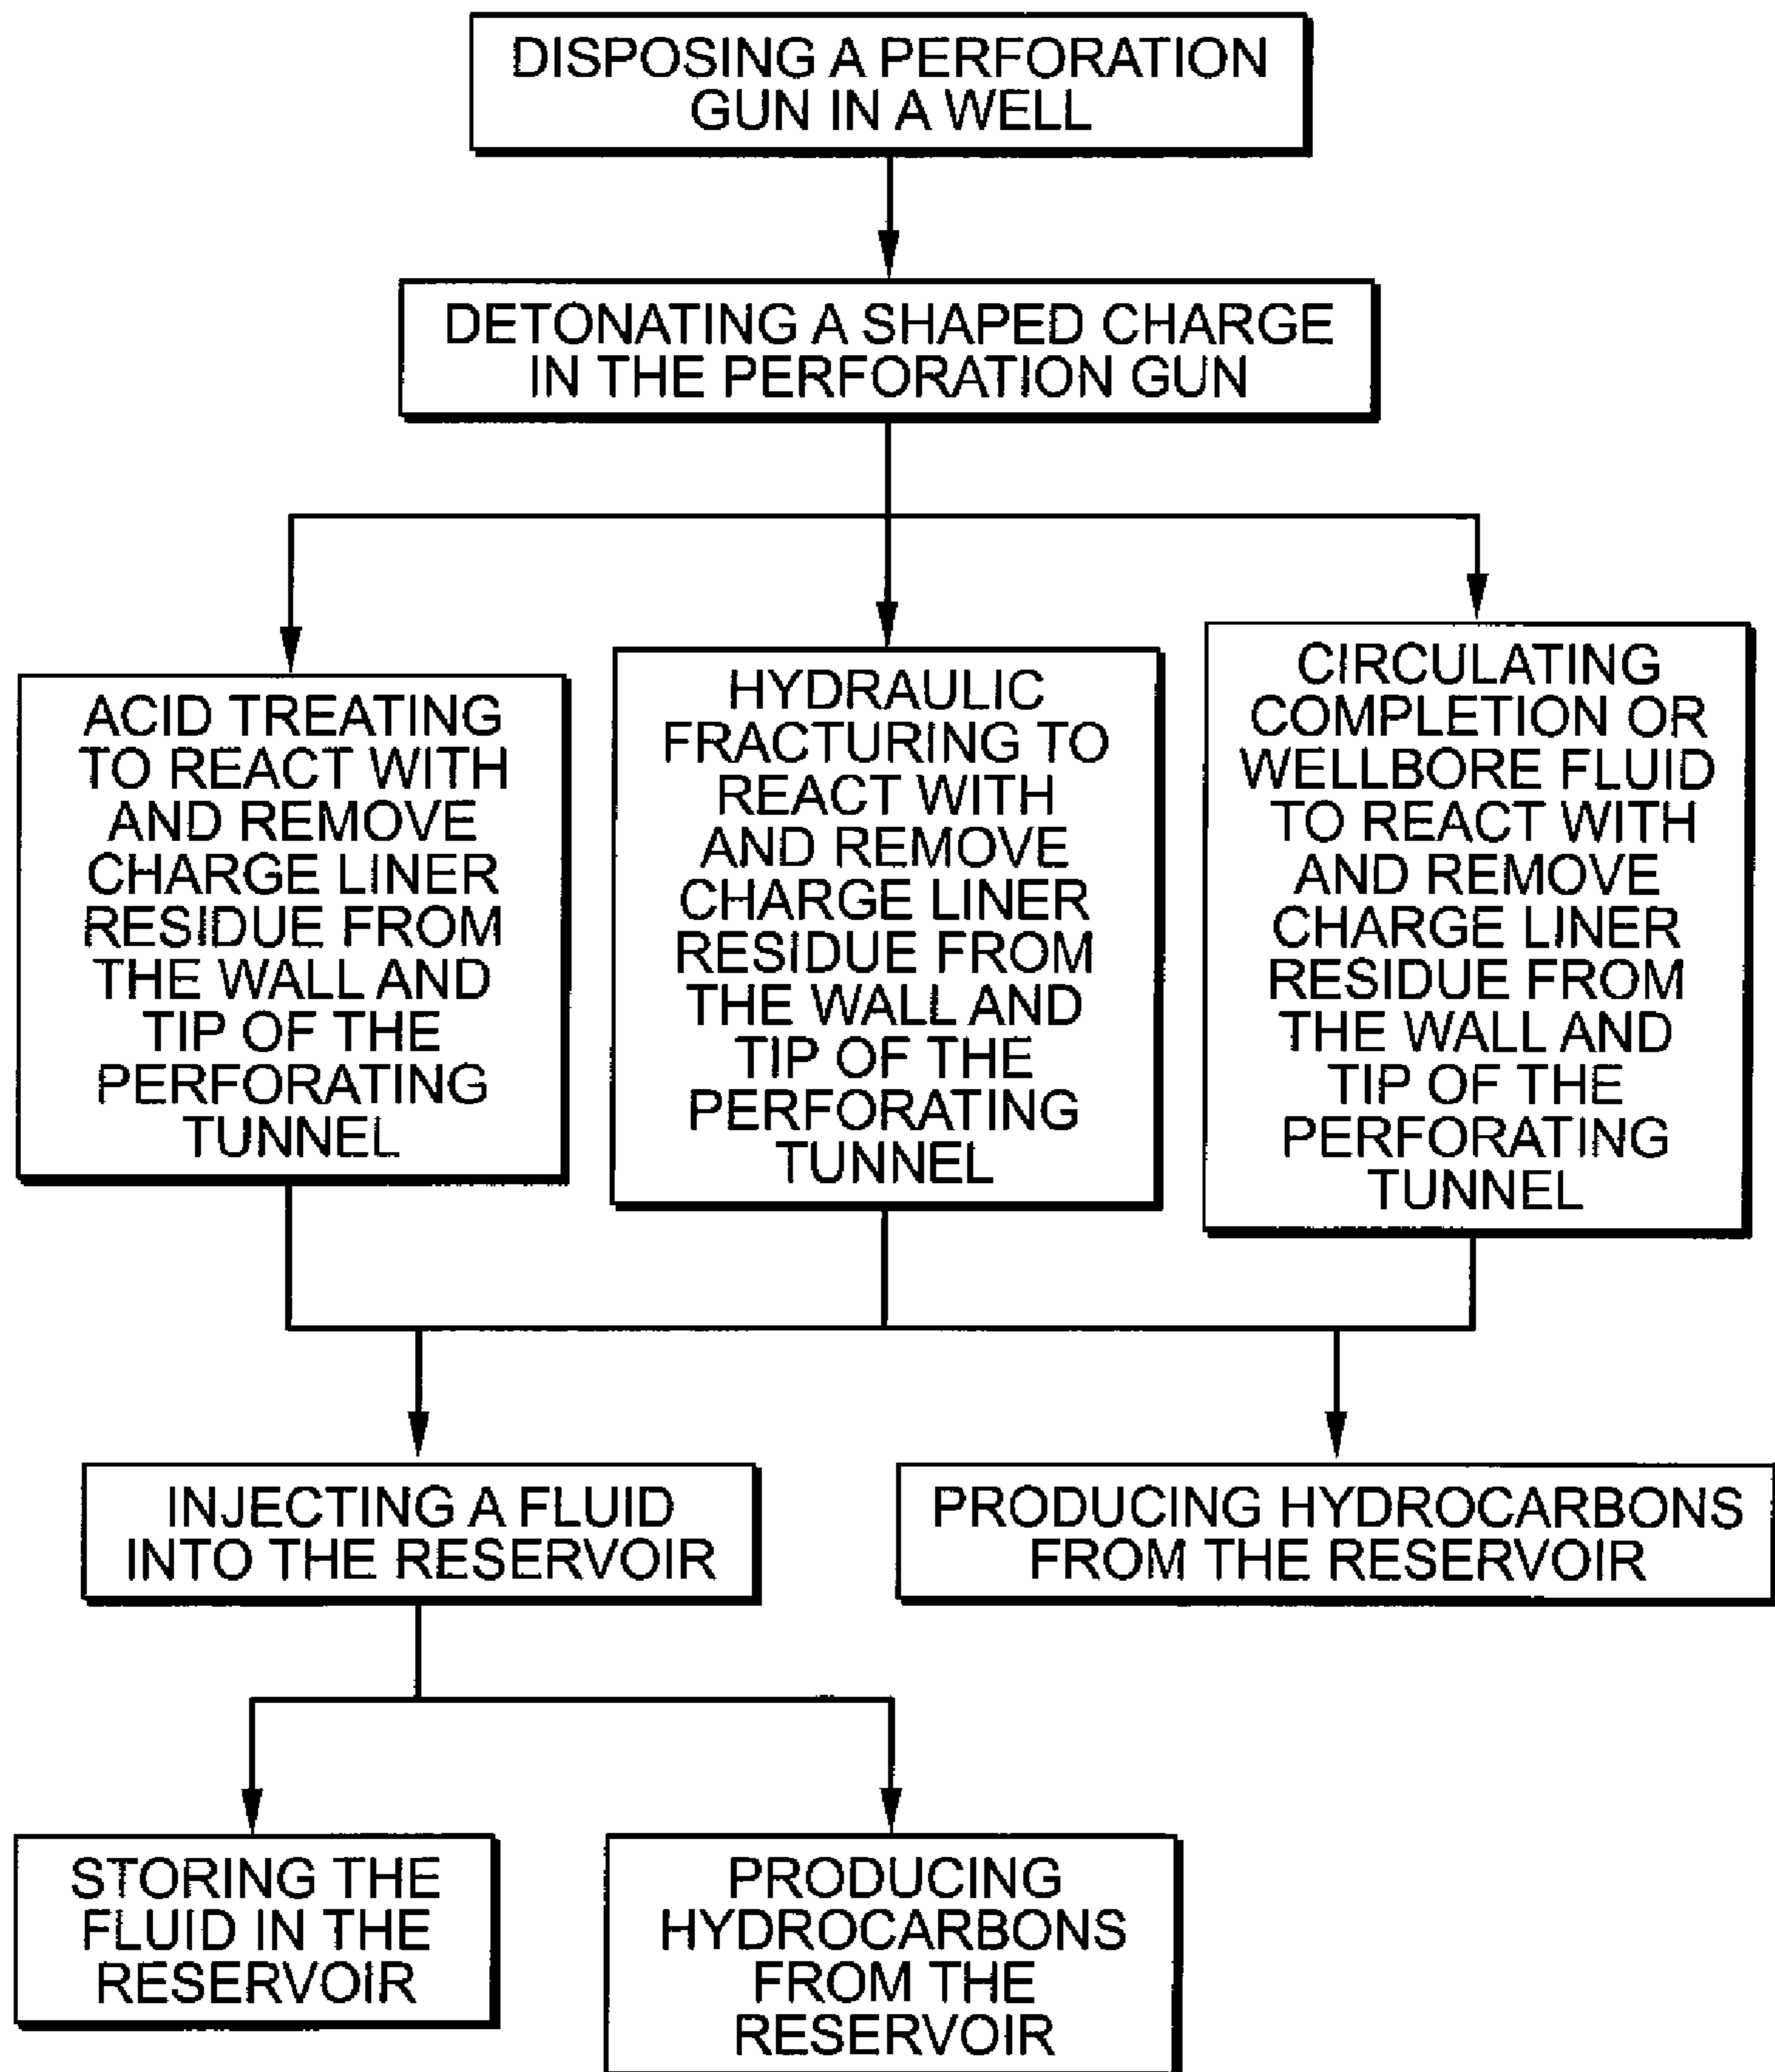 DISPOSING A PERFORATION
GUN IN A WELL
DETONATING A SHAPED CHARGE
IN THE PERFORATION GUN
ACID TREATING
TO REACT WITH
AND REMOVE
CHARGE LINER
RESIDUE FROM
THE WALL AND
TIP OF THE
PERFORATING
TUNNEL
HYDRAULIC
FRACTURING TO
REACT WITH
AND REMOVE
CHARGE LINER
RESIDUE FROM
THE WALL AND
TIP OF THE
PERFORATING
TUNNEL
CIRCULATING
COMPLETION OR
WELLBORE FLUID
TO REACT WITH
AND REMOVE
CHARGE LINER
RESIDUE FROM
THE WALL AND
TIP OF THE
PERFORATING
TUNNEL
INJECTING A FLUID
INTO THE RESERVOIR
PRODUCING HYDROCARBONS
FROM THE RESERVOIR
STORING THE
FLUID IN THE
RESERVOIR
PRODUCING
HYDROCARBONS
FROM THE
RESERVOIR